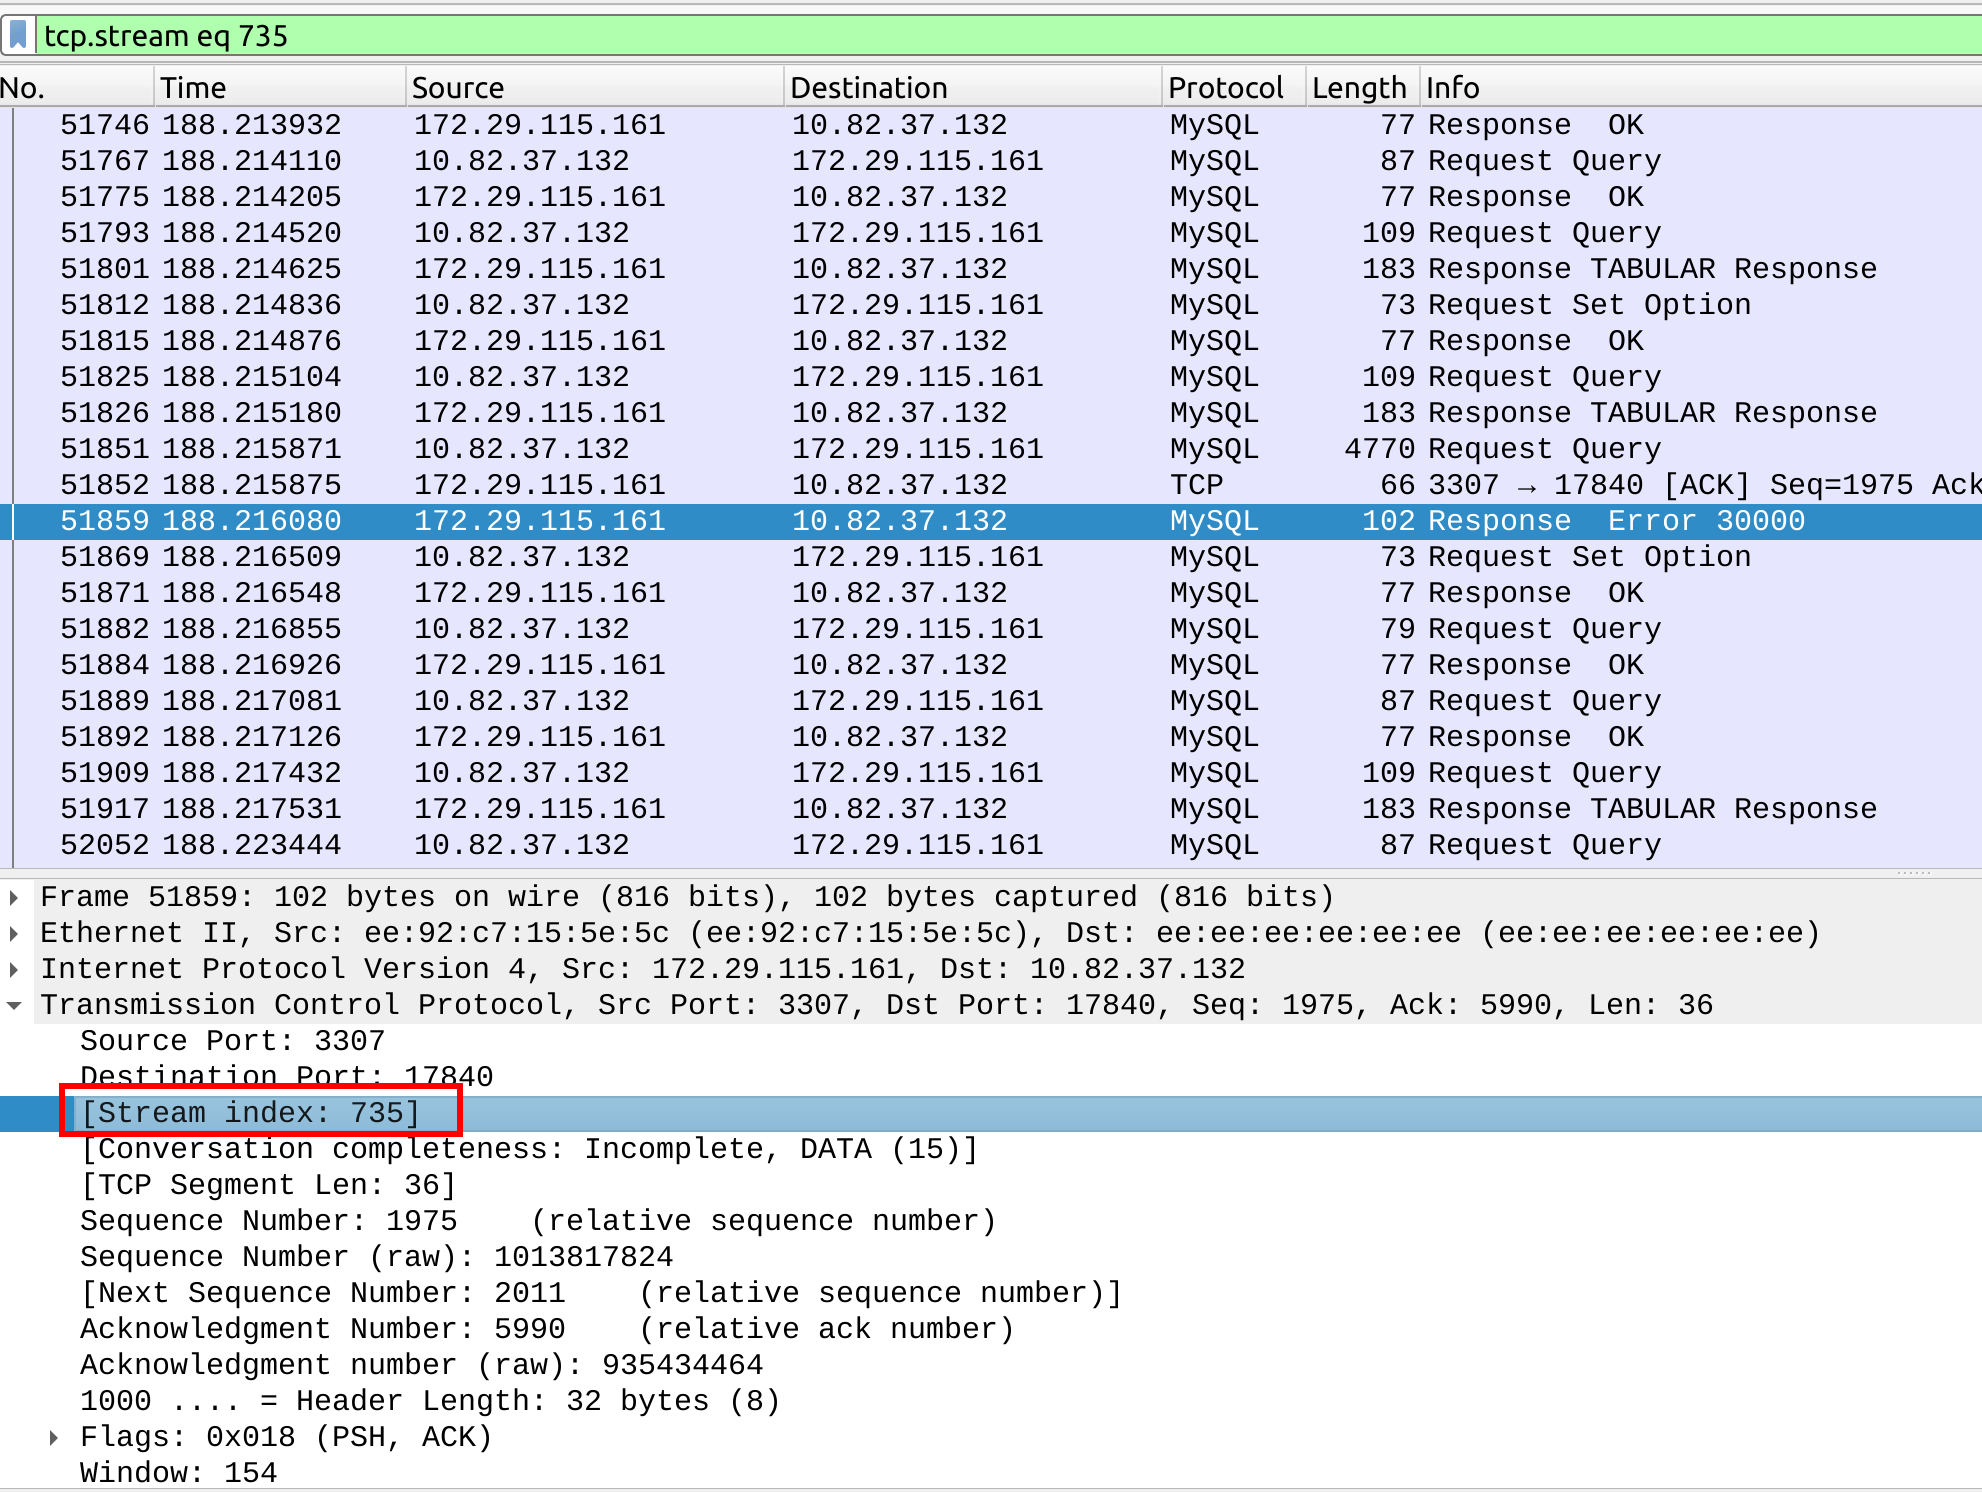 tcp.stream eq 735
No. Time Source Destination Protocol Length Info
51746 188.213932 172.29.115.161 10.82.37.132 MySQL 77 Response  OK
51767 188.214110 10.82.37.132 172.29.115.161 MySQL 87 Request Query
51775 188.214205 172.29.115.161 10.82.37.132 MySQL 77 Response  OK
51793 188.214520 10.82.37.132 172.29.115.161 MySQL 109 Request Query
51801 188.214625 172.29.115.161 10.82.37.132 MySQL 183 Response TABULAR Response
51812 188.214836 10.82.37.132 172.29.115.161 MySQL 73 Request Set Option
51815 188.214876 172.29.115.161 10.82.37.132 MySQL 77 Response  OK
51825 188.215104 10.82.37.132 172.29.115.161 MySQL 109 Request Query
51826 188.215180 172.29.115.161 10.82.37.132 MySQL 183 Response TABULAR Response
51851 188.215871 10.82.37.132 172.29.115.161 MySQL 4770 Request Query
51852 188.215875 172.29.115.161 10.82.37.132 TCP 66 3307 → 17840 [ACK] Seq=1975 Ack
51859 188.216080 172.29.115.161 10.82.37.132 MySQL 102 Response  Error 30000
51869 188.216509 10.82.37.132 172.29.115.161 MySQL 73 Request Set Option
51871 188.216548 172.29.115.161 10.82.37.132 MySQL 77 Response  OK
51882 188.216855 10.82.37.132 172.29.115.161 MySQL 79 Request Query
51884 188.216926 172.29.115.161 10.82.37.132 MySQL 77 Response  OK
51889 188.217081 10.82.37.132 172.29.115.161 MySQL 87 Request Query
51892 188.217126 172.29.115.161 10.82.37.132 MySQL 77 Response  OK
51909 188.217432 10.82.37.132 172.29.115.161 MySQL 109 Request Query
51917 188.217531 172.29.115.161 10.82.37.132 MySQL 183 Response TABULAR Response
52052 188.223444 10.82.37.132 172.29.115.161 MySQL 87 Request Query
Frame 51859: 102 bytes on wire (816 bits), 102 bytes captured (816 bits)
Ethernet II, Src: ee:92:c7:15:5e:5c (ee:92:c7:15:5e:5c), Dst: ee:ee:ee:ee:ee:ee (ee:ee:ee:ee:ee:ee)
Internet Protocol Version 4, Src: 172.29.115.161, Dst: 10.82.37.132
Transmission Control Protocol, Src Port: 3307, Dst Port: 17840, Seq: 1975, Ack: 5990, Len: 36
Source Port: 3307
Destination Port: 17840
[Stream index: 735]
[Conversation completeness: Incomplete, DATA (15)]
[TCP Segment Len: 36]
Sequence Number: 1975    (relative sequence number)
Sequence Number (raw): 1013817824
[Next Sequence Number: 2011    (relative sequence number)]
Acknowledgment Number: 5990    (relative ack number)
Acknowledgment number (raw): 935434464
1000 .... = Header Length: 32 bytes (8)
Flags: 0x018 (PSH, ACK)
Window: 154